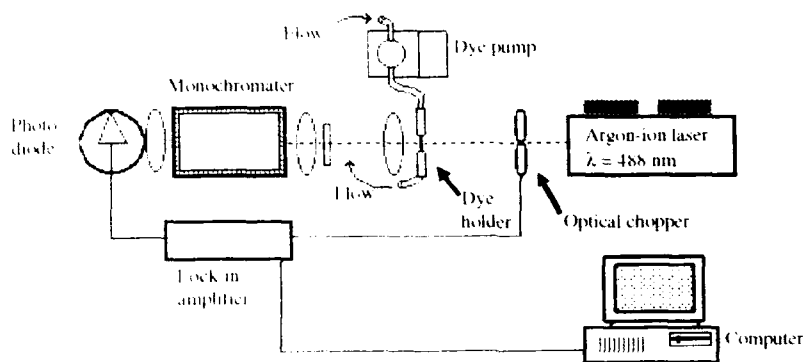 Flow
Dye pump
Monochromater
Photo
diode
Argon-ion laser
λ = 488 nm
Flow
Dye
holder
Optical chopper
Lock in
amplifier
Computer